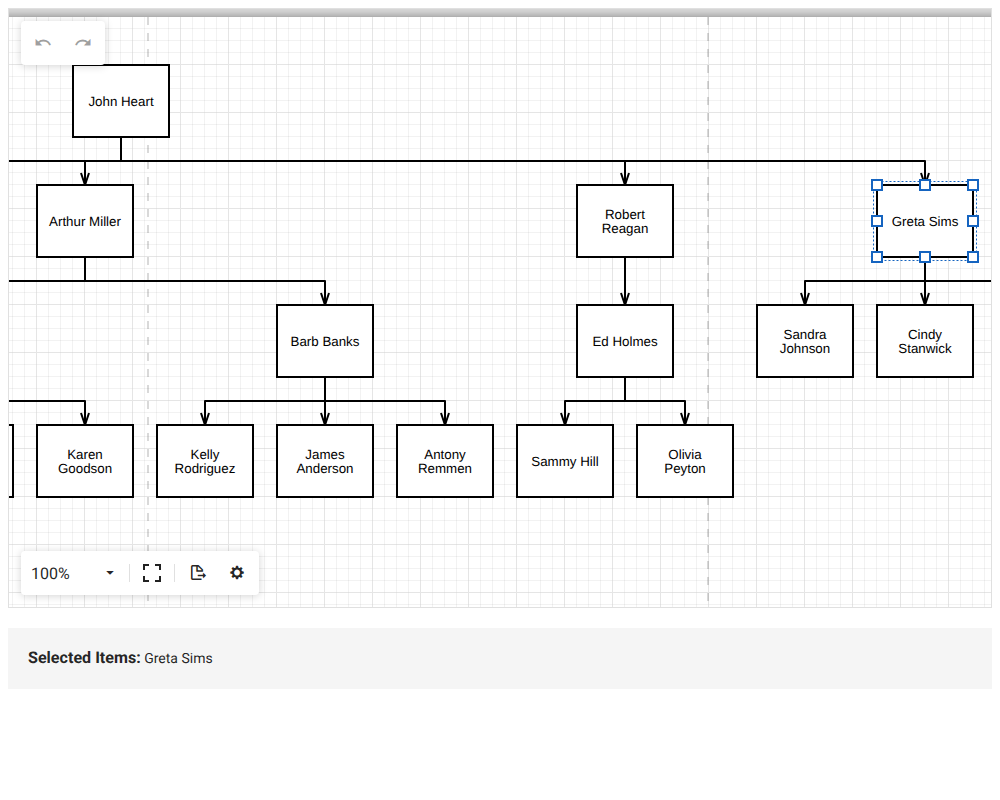 John Heart
Arthur Miller
Robert
Reagan
Greta Sims
Barb Banks
Ed Holmes
Sandra
Johnson
Cindy
Stanwick
Karen
Goodson
Kelly
Rodriguez
James
Anderson
Antony
Remmen
Sammy Hill
Olivia
Peyton
100%
Selected Items: Greta Sims